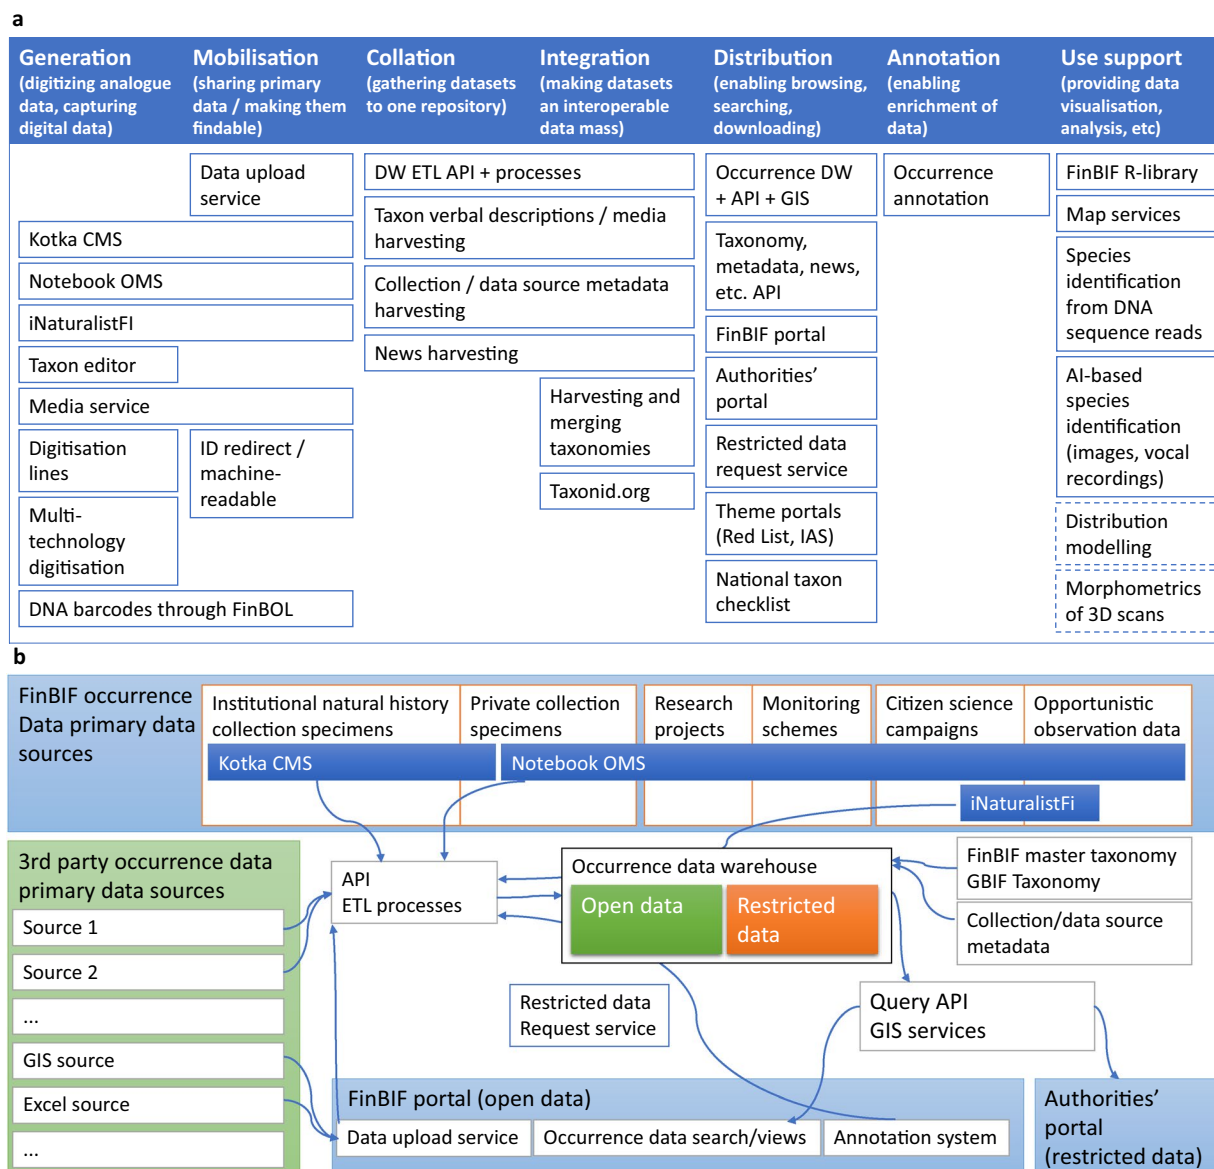 a
Generation
(digitizing analogue
data, capturing
digital data)
Mobilisation
(sharing primary
data / making them
findable)
Collation
(gathering datasets
to one repository)
Integration
(making datasets
an interoperable
data mass)
Distribution
(enabling browsing,
searching,
downloading)
Annotation
(enabling
enrichment of
data)
Use support
(providing data
visualisation,
analysis, etc)
Kotka CMS
Notebook OMS
iNaturalistFI
Taxon editor
Media service
Digitisation
lines
Multi-
technology
digitisation
DNA barcodes through FinBOL
Data upload
service
ID redirect /
machine-
readable
DW ETL API + processes
Taxon verbal descriptions / media
harvesting
Collection / data source metadata
harvesting
News harvesting
Harvesting and
merging
taxonomies
Taxonid.org
Occurrence DW
+ API + GIS
Taxonomy,
metadata, news,
etc. API
FinBIF portal
Authorities’
portal
Restricted data
request service
Theme portals
(Red List, IAS)
National taxon
checklist
Occurrence
annotation
FinBIF R-library
Map services
Species
identification
from DNA
sequence reads
AI-based
species
identification
(images, vocal
recordings)
Distribution
modelling
Morphometrics
of 3D scans
b
FinBIF occurrence
Data primary data
sources
Institutional natural history
collection specimens
Private collection
specimens
Research
projects
Monitoring
schemes
Citizen science
campaigns
Opportunistic
observation data
Kotka CMS
Notebook OMS
iNaturalistFi
3rd party occurrence data
primary data sources
Source 1
Source 2
...
GIS source
Excel source
...
API
ETL processes
Occurrence data warehouse
Open data
Restricted
data
FinBIF master taxonomy
GBIF Taxonomy
Collection/data source
metadata
Restricted data
Request service
Query API
GIS services
FinBIF portal (open data)
Data upload service
Occurrence data search/views
Annotation system
Authorities’
portal
(restricted data)